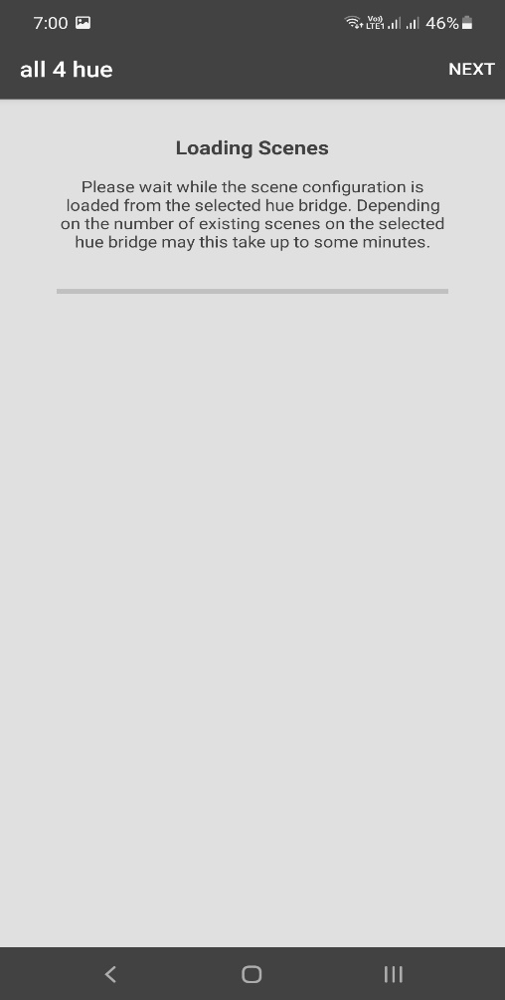 7:00 Vo)) LTE1 46%
all 4 hue NEXT
Loading Scenes
Please wait while the scene configuration is
loaded from the selected hue bridge. Depending
on the number of existing scenes on the selected
hue bridge may this take up to some minutes.